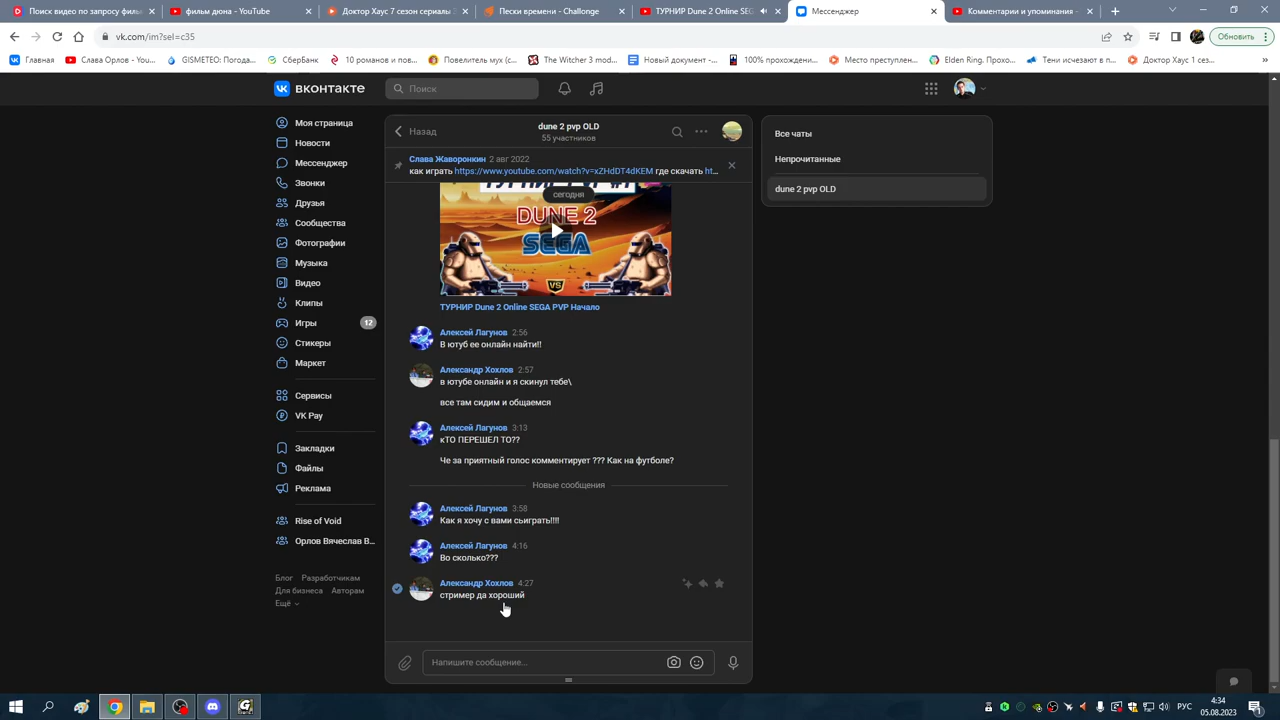 Поиск видео по запросу фильм
фильм дюна - YouTube
Доктор Хаус 7 сезон сериалы З
Пески времени - Challonge
ТУРНИР Dune 2 Online SEG
Мессенджер
Комментарии и упоминания -
vk.com/im?sel=c35
Обновить
Главная
Слава Орлов - You...
GISMETEO: Погода...
СберБанк
10 романов и пов...
Повелитель мух (с...
The Witcher 3 mod...
Новый документ -...
100% прохождени...
Место преступлен...
Elden Ring. Прохо...
Тени исчезают в п...
Доктор Хаус 1 сез...
»
ВКОНТАКТЕ
Поиск
Моя страница
Новости
Мессенджер
Звонки
Друзья
Сообщества
Фотографии
Музыка
Видео
Клипы
Игры 12
Стикеры
Маркет
Сервисы
VK Pay
Закладки
Файлы
Реклама
Rise of Void
Орлов Вячеслав В...
Блог Разработчикам
Для бизнеса Авторам
Ещё
Назад
dune 2 pvp OLD
55 участников
Слава Жаворонкин 2 авг 2022
как играть https://www.youtube.com/watch?v=xZHdDT4dKEM где скачать ht...
ТУРНИР #1
сегодня
DUNE 2
SEGA
VS
ТУРНИР Dune 2 Online SEGA PVP Начало
Алексей Лагунов 2:56
В ютуб ее онлайн найти!!
Александр Хохлов 2:57
в ютубе онлайн и я скинул тебе\
все там сидим и общаемся
Алексей Лагунов 3:13
кТО ПЕРЕШЕЛ ТО??
Че за приятный голос комментирует ??? Как на футболе?
Новые сообщения
Алексей Лагунов 3:58
Как я хочу с вами сыграть!!!!
Алексей Лагунов 4:16
Во сколько???
Александр Хохлов 4:27
стример да хороший
Напишите сообщение...
Все чаты
Непрочитанные
dune 2 pvp OLD
РУС
4:34
05.08.2023